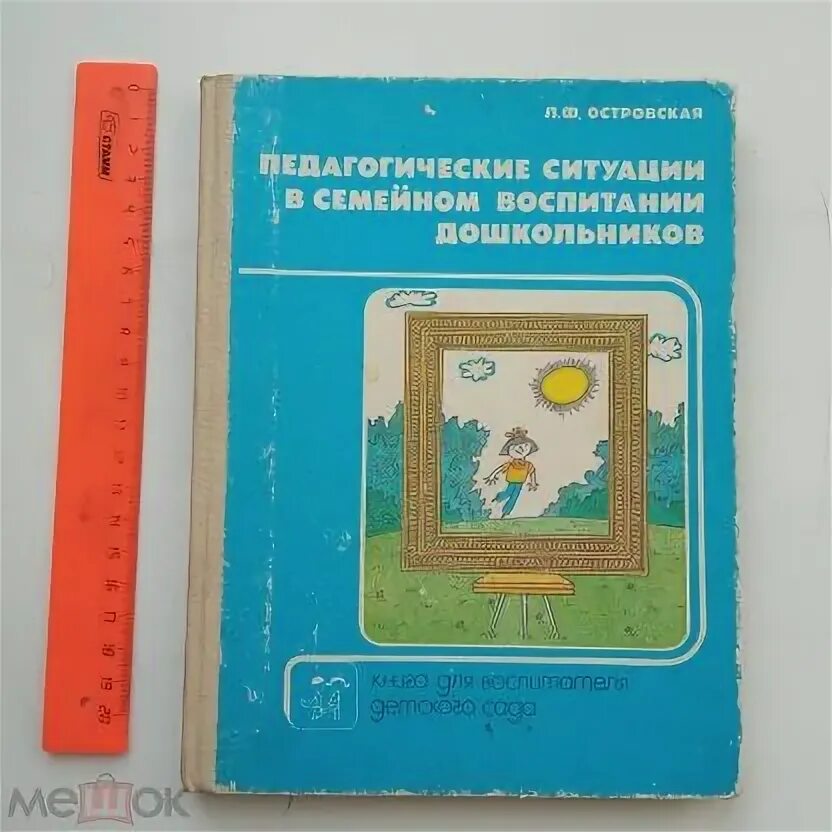 Л.Ф. ОСТРОВСКАЯ
ПЕДАГОГИЧЕСКИЕ СИТУАЦИИ
В СЕМЕЙНОМ ВОСПИТАНИИ
ДОШКОЛЬНИКОВ
книга для воспитателя
детского сада
мешок